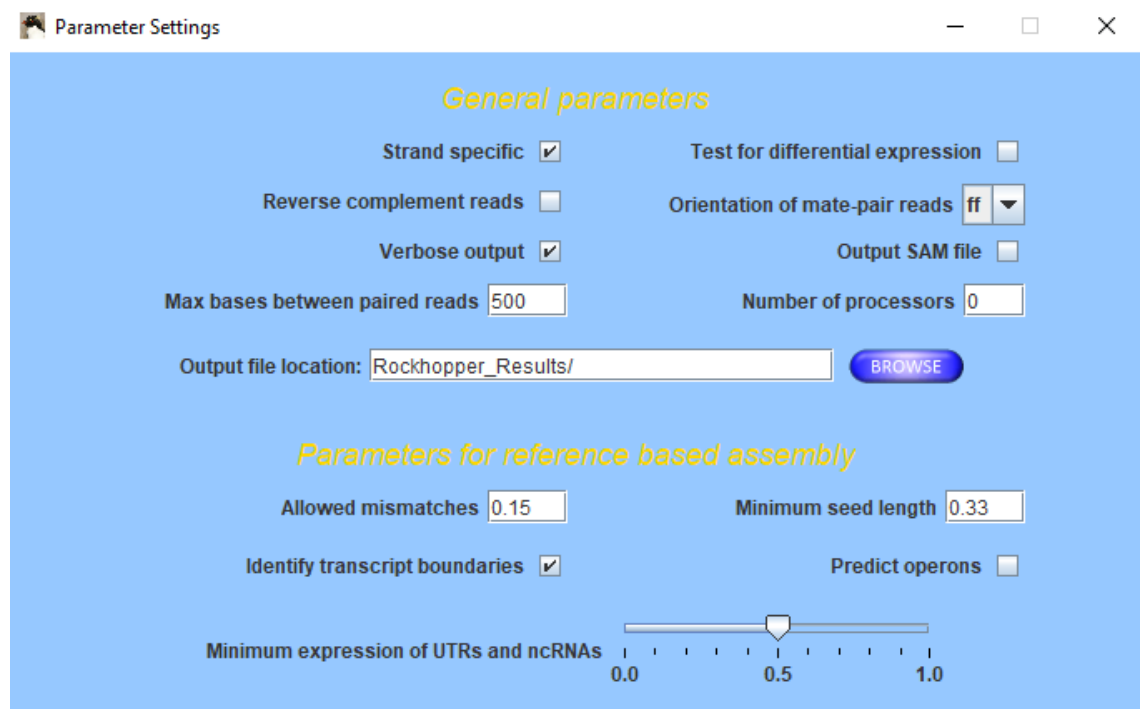 Parameter Settings
General parameters
Strand specific Test for differential expression
Reverse complement reads Orientation of mate-pair reads ff
Verbose output Output SAM file
Max bases between paired reads 500 Number of processors 0
Output file location: Rockhopper_Results/ BROWSE
Parameters for reference based assembly
Allowed mismatches 0.15 Minimum seed length 0.33
Identify transcript boundaries Predict operons
Minimum expression of UTRs and ncRNAs
0.0 0.5 1.0